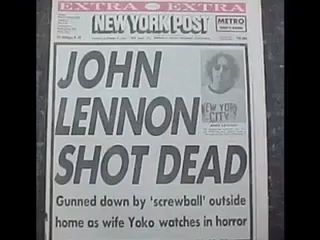 EXTRA EXTRA
NEW YORK POST
METRO
JOHN
LENNON
SHOT DEAD
NEW YORK
CITY
Gunned down by 'screwball' outside
home as wife Yoko watches in horror